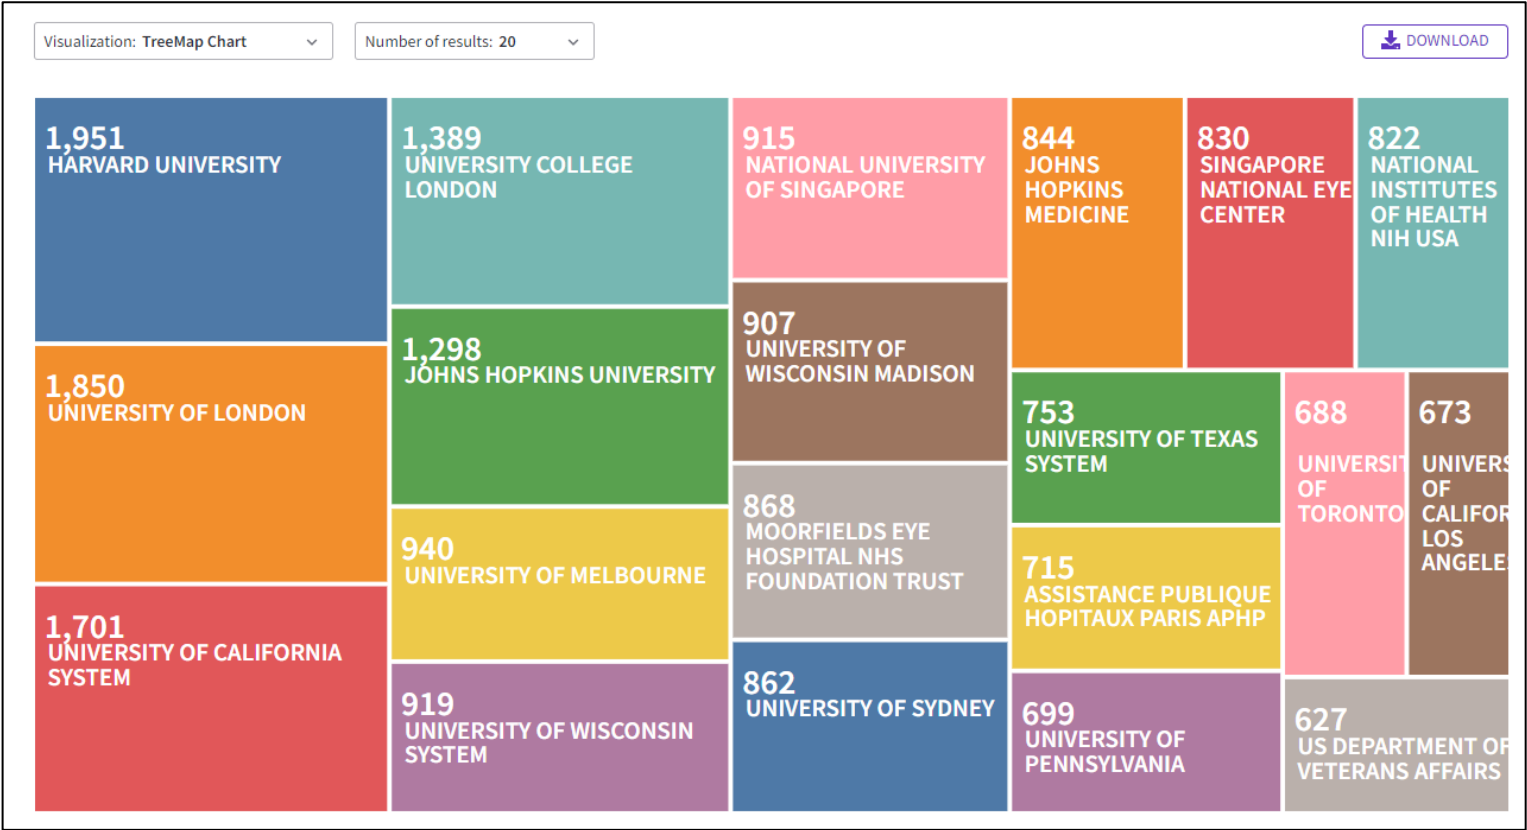 Visualization: TreeMap Chart
Number of results: 20
DOWNLOAD
1,951
HARVARD UNIVERSITY
1,850
UNIVERSITY OF LONDON
1,701
UNIVERSITY OF CALIFORNIA
SYSTEM
1,389
UNIVERSITY COLLEGE
LONDON
1,298
JOHNS HOPKINS UNIVERSITY
940
UNIVERSITY OF MELBOURNE
919
UNIVERSITY OF WISCONSIN
SYSTEM
915
NATIONAL UNIVERSITY
OF SINGAPORE
907
UNIVERSITY OF
WISCONSIN MADISON
868
MOORFIELDS EYE
HOSPITAL NHS
FOUNDATION TRUST
862
UNIVERSITY OF SYDNEY
844
JOHNS
HOPKINS
MEDICINE
830
SINGAPORE
NATIONAL EYE
CENTER
822
NATIONAL
INSTITUTES
OF HEALTH
NIH USA
753
UNIVERSITY OF TEXAS
SYSTEM
715
ASSISTANCE PUBLIQUE
HOPITAUX PARIS APHP
699
UNIVERSITY OF
PENNSYLVANIA
688
UNIVERSIT
OF
TORONTO
673
UNIVERS
OF
CALIFOR
LOS
ANGELE
627
US DEPARTMENT OF
VETERANS AFFAIRS